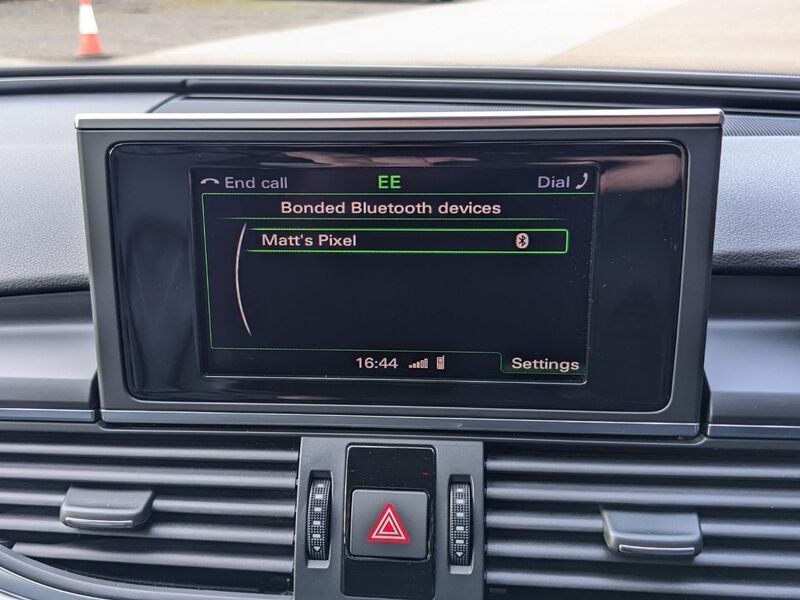 End call EE Dial
Bonded Bluetooth devices
Matt's Pixel
16:44
Settings